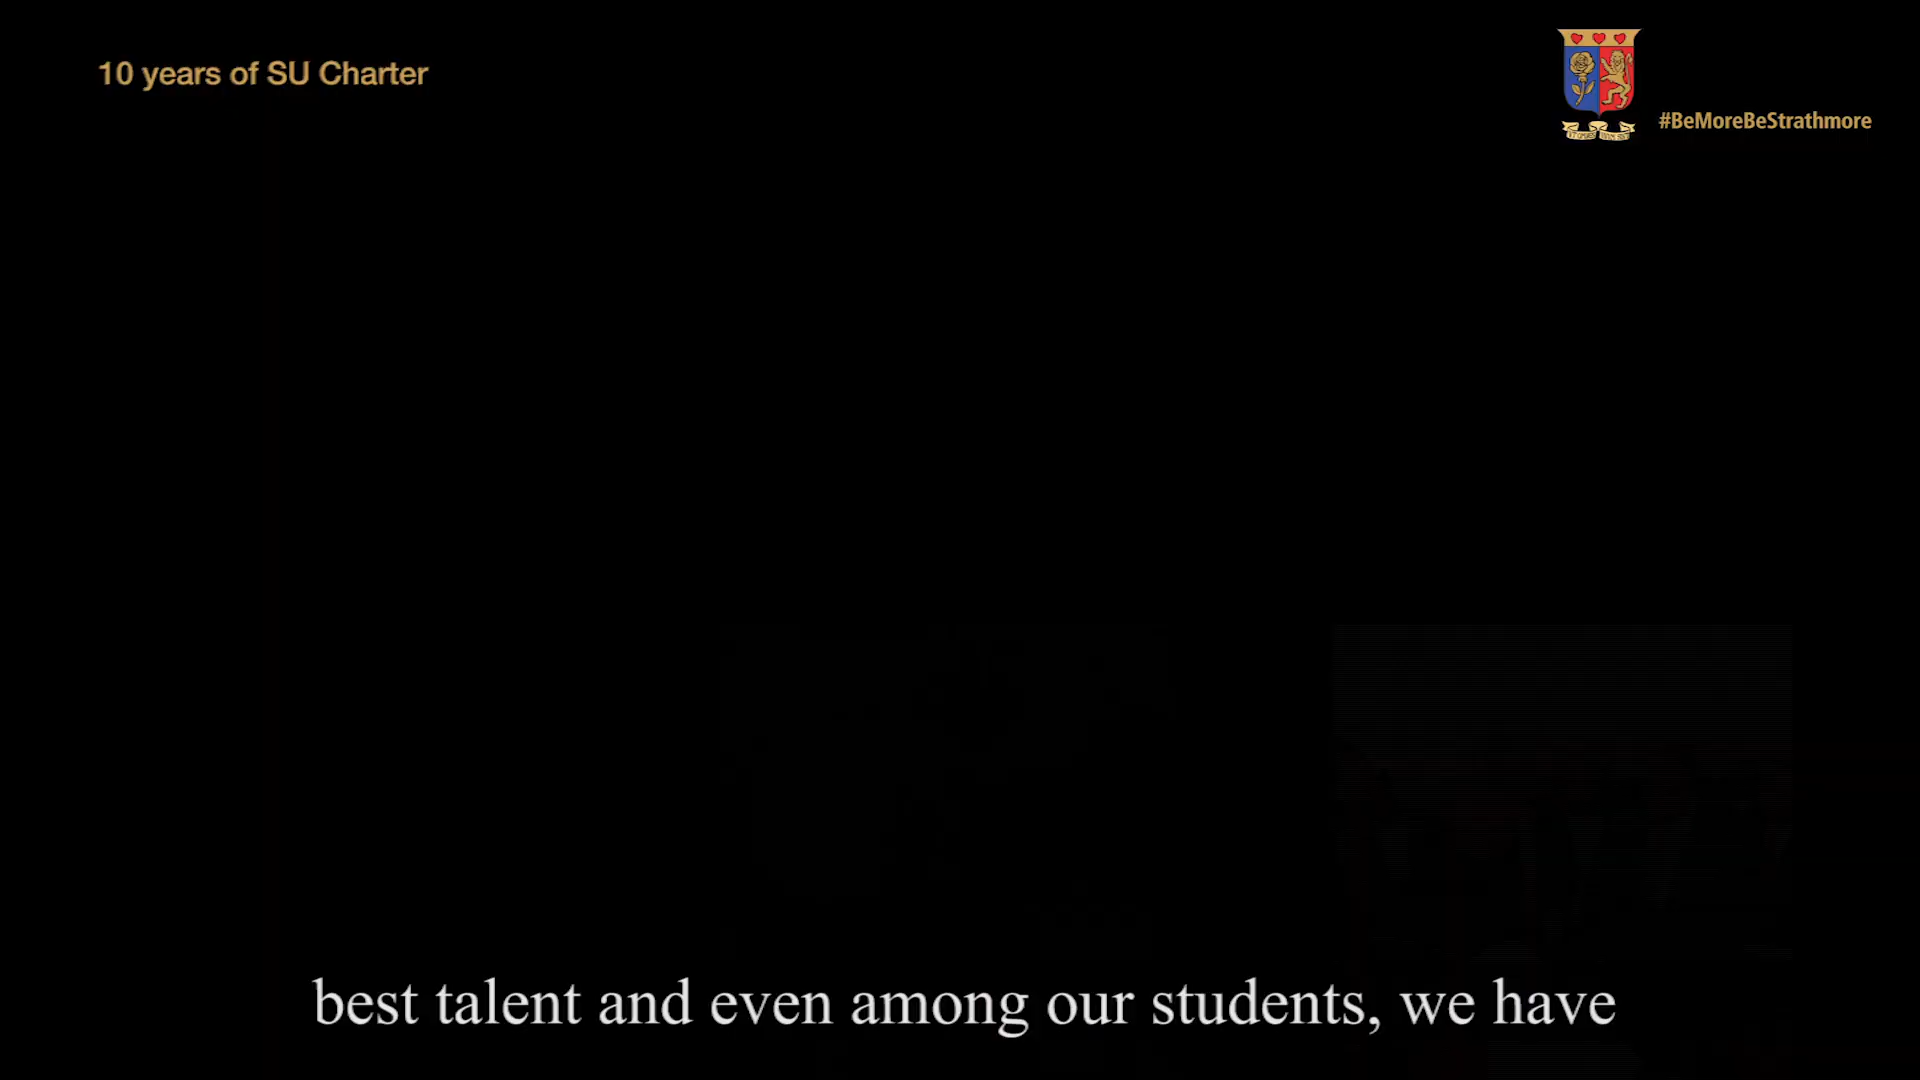 10 years of SU Charter
#BeMoreBeStrathmore
best talent and even among our students, we have